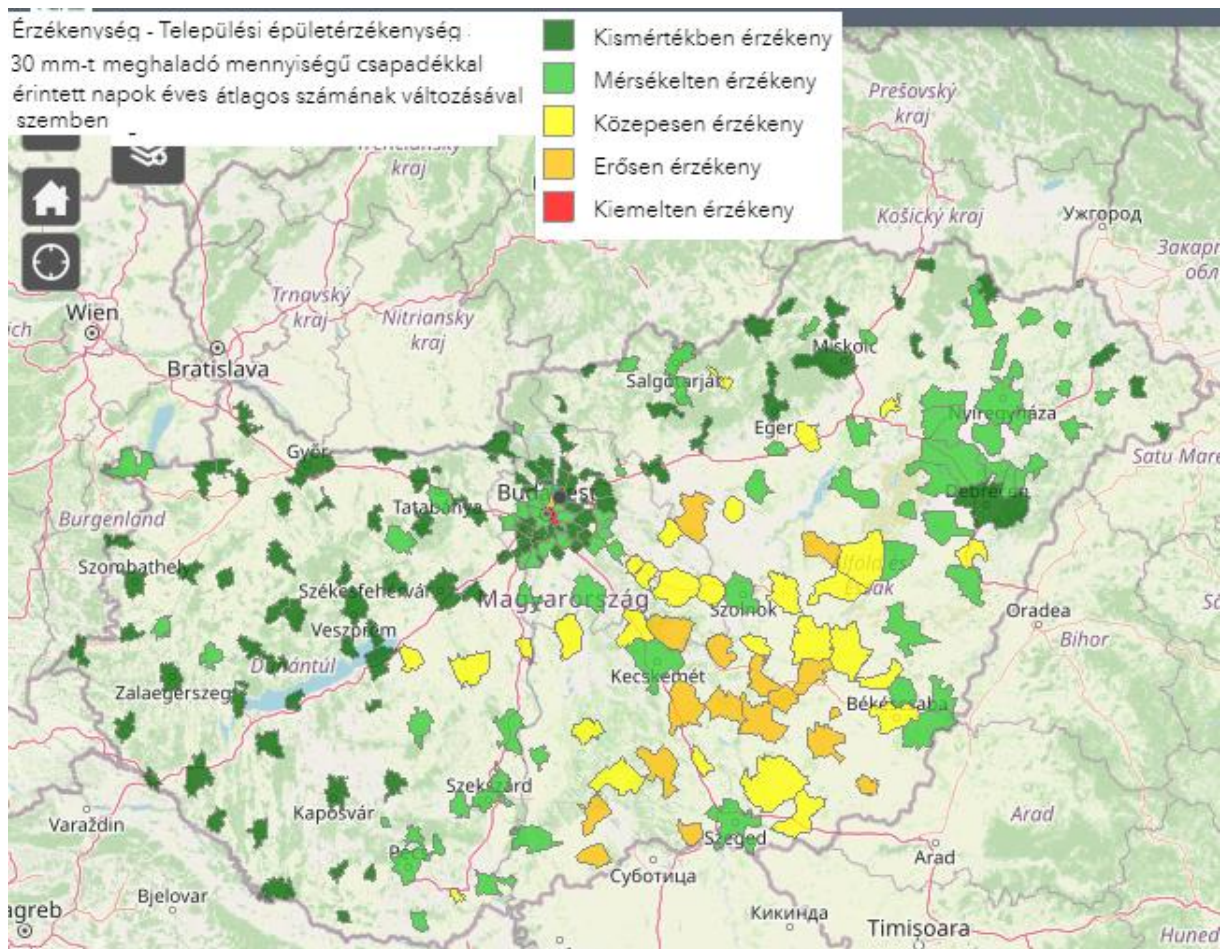 Érzékenység - Települési épületérzékenység :
30 mm-t meghaladó mennyiségű csapadékkal
érintett napok éves átlagos számának változásával
szemben
Kismértékben érzékeny
Mérsékelten érzékeny
Közepesen érzékeny
Erősen érzékeny
Kiemelten érzékeny
kraj
Prešovský
kraj
Košický kraj
Ужгород
Wien
Trnavský
kraj
Nitriansky
kraj
Bratislava
Miskolc
Salgótarján
Nyíregyháza
Eger
Győr
Satu Mare
Budapest
Debrecen
Tatabánya
Burgenland
Szombathely
Székesfehérvár
Magyarország
Szolnok
Oradea
Veszprém
Bihor
Dunántúl
Kecskemét
Zalaegerszeg
Békéscsaba
Szekszárd
Kaposvár
Arad
Varaždin
Szeged
Pécs
Arad
Суботица
Bjelovar
Кикинда
Timișoara